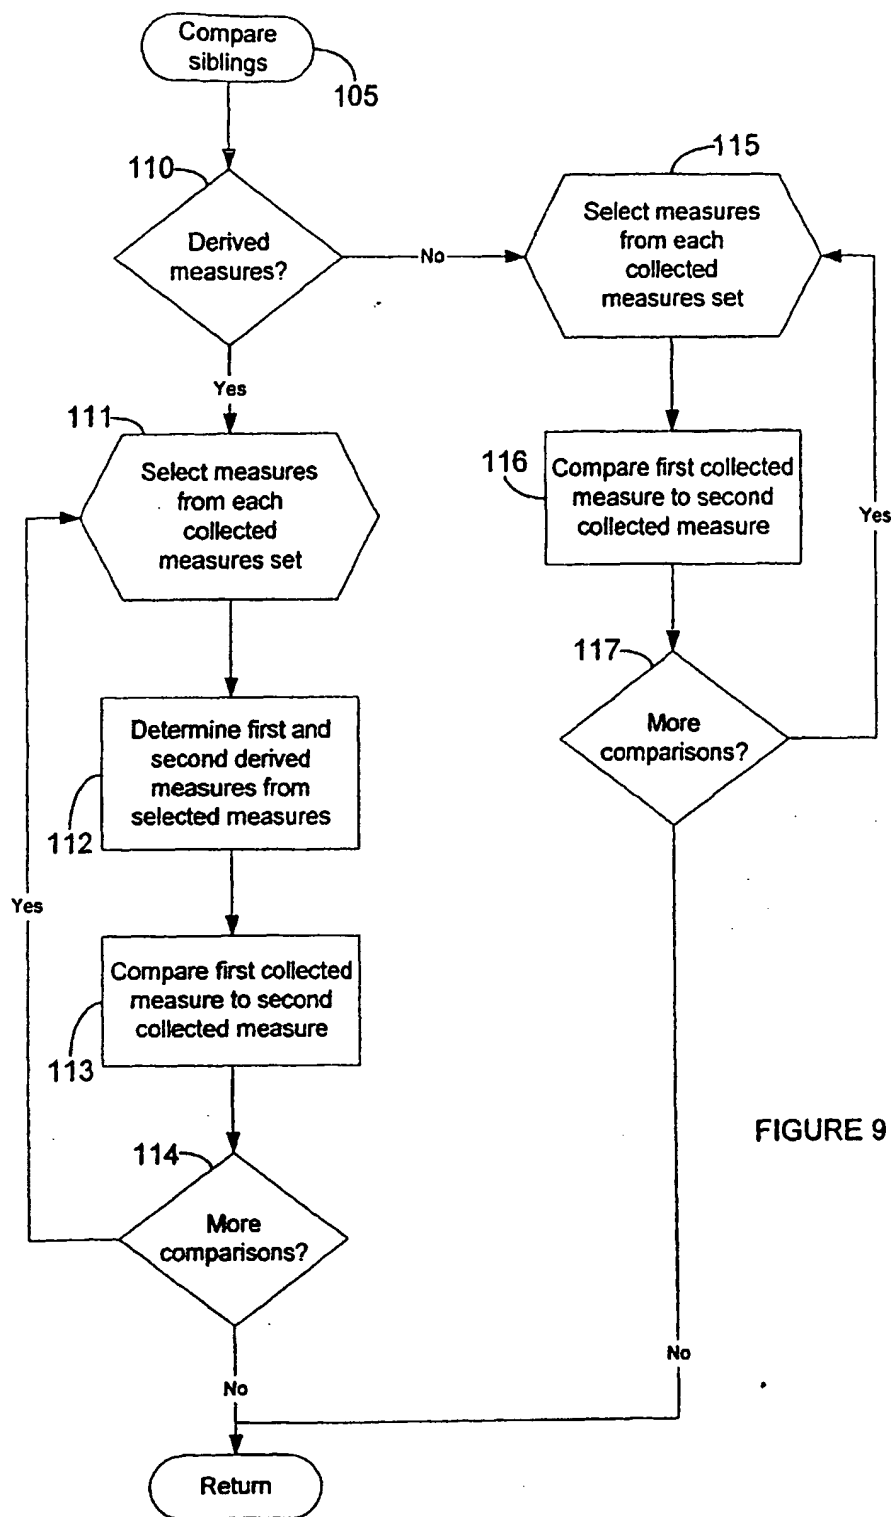 Compare
siblings
105
110
Derived
measures?
No
Yes
115
Select measures
from each
collected
measures set
111
Select measures
from each
collected
measures set
116
Compare first collected
measure to second
collected measure
Yes
117
More
comparisons?
Determine first and
second derived
measures from
selected measures
112
Yes
Compare first collected
measure to second
collected measure
113
FIGURE 9
114
More
comparisons?
No
No
Return